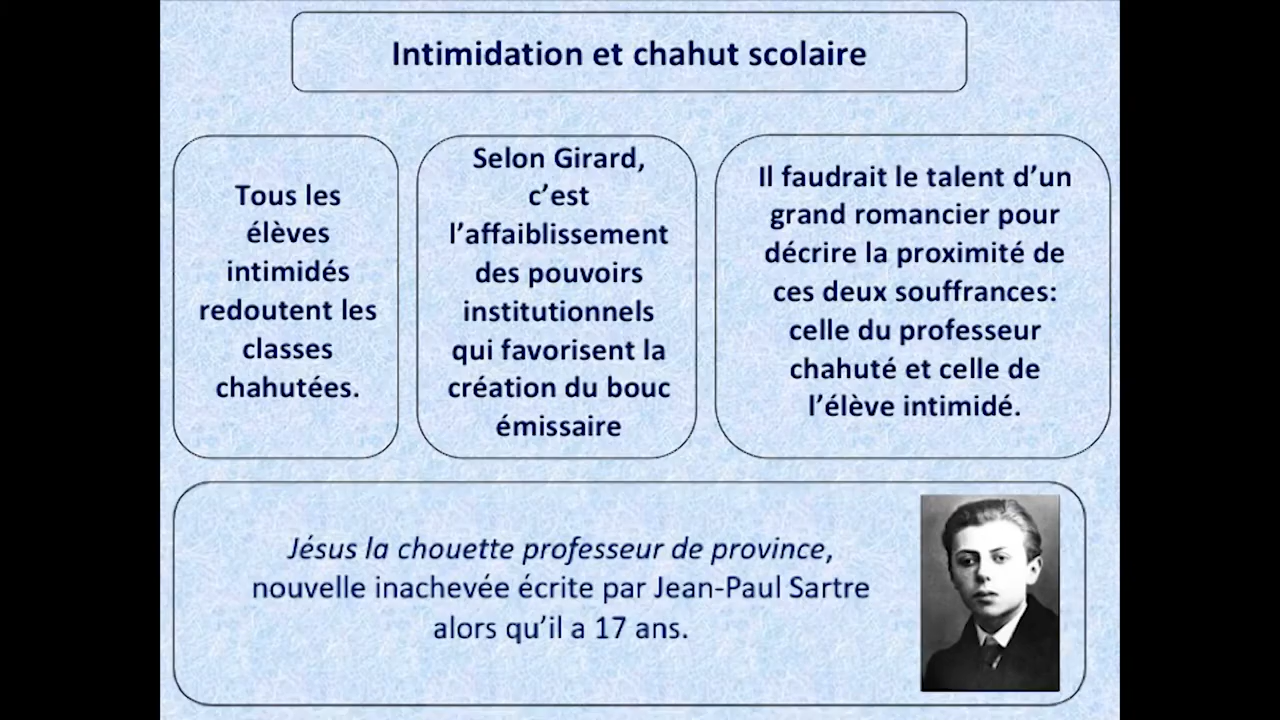 Intimidation et chahut scolaire
Tous les
élèves
intimidés
redoutent les
classes
chahutées.
Selon Girard,
c’est
l’affaiblissement
des pouvoirs
institutionnels
qui favorisent la
création du bouc
émissaire
Il faudrait le talent d’un
grand romancier pour
décrire la proximité de
ces deux souffrances:
celle du professeur
chahuté et celle de
l’élève intimidé.
Jésus la chouette professeur de province,
nouvelle inachevée écrite par Jean-Paul Sartre
alors qu’il a 17 ans.